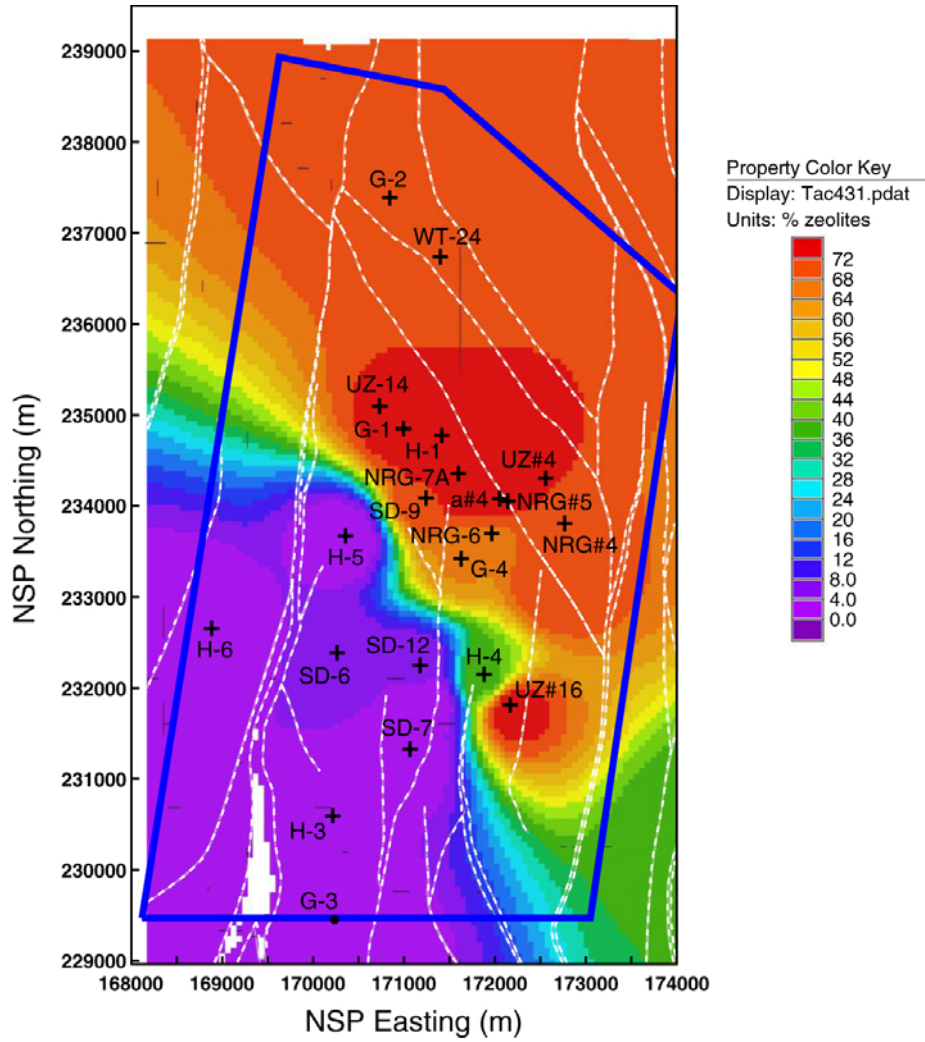 239000
238000
237000
236000
235000
234000
233000
232000
231000
230000
229000
NSP Northing (m)
168000 169000 170000 171000 172000 173000 174000
NSP Easting (m)
G-2
WT-24
UZ-14
G-1
H-1
NRG-7A
UZ#4
SD-9
a#4
NRG#5
NRG-6
NRG#4
H-5
G-4
H-6
SD-6
SD-12
H-4
UZ#16
SD-7
H-3
G-3
Property Color Key
Display: Tac431.pdat
Units: % zeolites
72
68
64
60
56
52
48
44
40
36
32
28
24
20
16
12
8.0
4.0
0.0